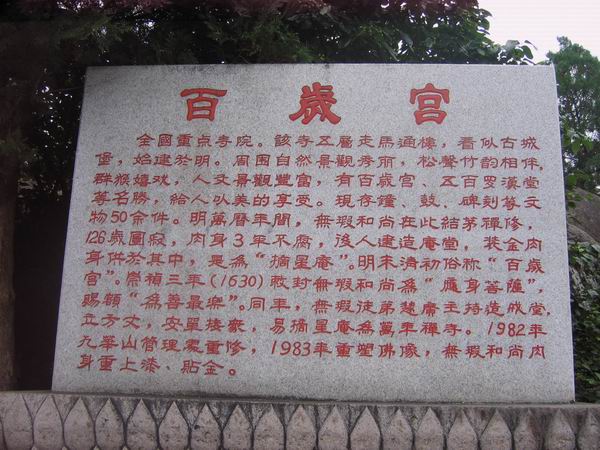 百歲宮
全國重点寺院。該寺五層走馬通樓，看似古城
堡，始建於明。周围自然景觀秀丽，松聲竹韵相伴，
群猴嬉戏，人文景觀豐富，有百歲宫、五百罗漢堂
等名勝，給人以美的享受。現存鐘、鼓、碑刻等文
物50余件。明萬曆年間，無瑕和尚在此結茅禪修，
126歲圆寂，肉身3年不腐，後人建造庵堂，装金肉
身供於其中，是為“摘星庵”。明末清初俗称“百歲
宫”。崇禎三年（1630）敕封無瑕和尚為“應身菩薩”，
賜額“為善最樂”。同年，無瑕徒弟慧廣主持造成堂，
立方丈，安單接衆，易摘星庵為萬年禪寺。1982年
九華山管理處重修，1983年重塑佛像，無瑕和尚肉
身重上漆、貼金。